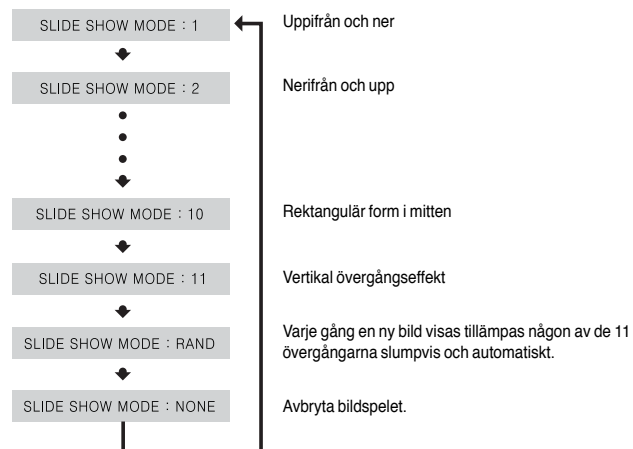 SLIDE SHOW MODE : 1
Uppifrån och ner
SLIDE SHOW MODE : 2
Nerifrån och upp
SLIDE SHOW MODE : 10
Rektangulär form i mitten
SLIDE SHOW MODE : 11
Vertikal övergångseffekt
SLIDE SHOW MODE : RAND
Varje gång en ny bild visas tillämpas någon av de 11
övergångarna slumpvis och automatiskt.
SLIDE SHOW MODE : NONE
Avbryta bildspelet.